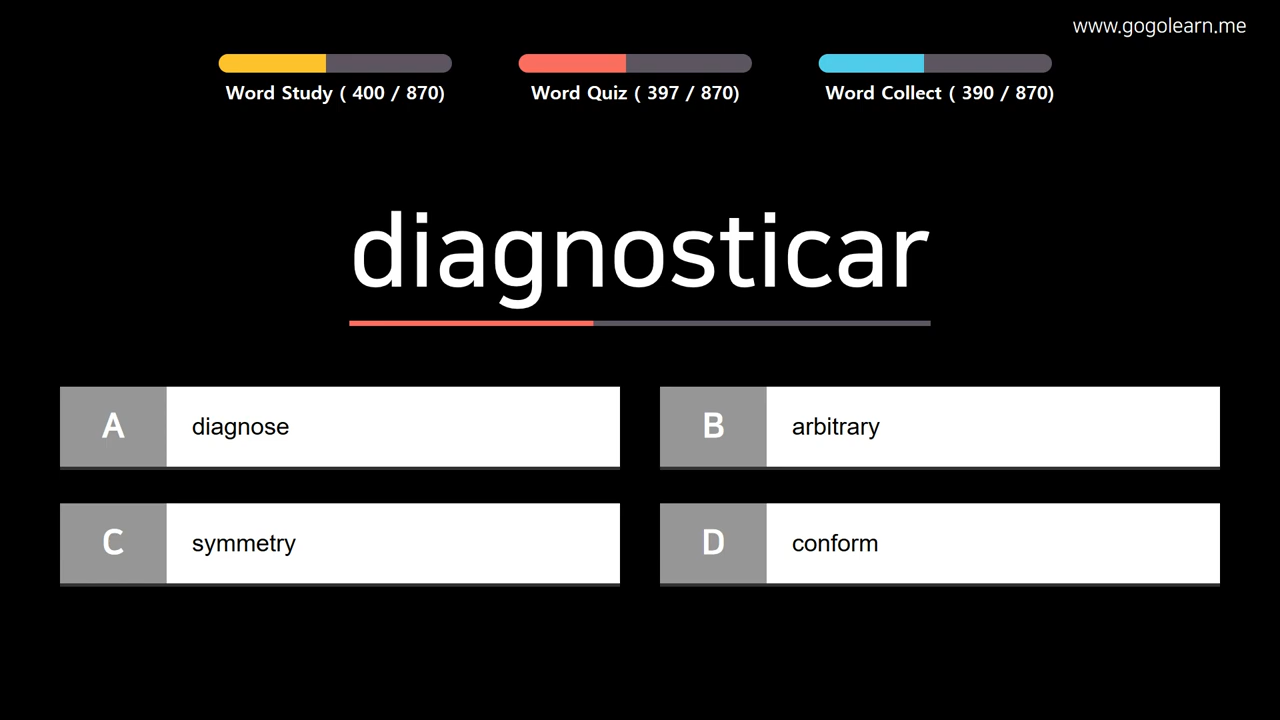 www.gogolearn.me
Word Study ( 400 / 870)
Word Quiz ( 397 / 870)
Word Collect ( 390 / 870)
diagnosticar
A diagnose
B arbitrary
C symmetry
D conform